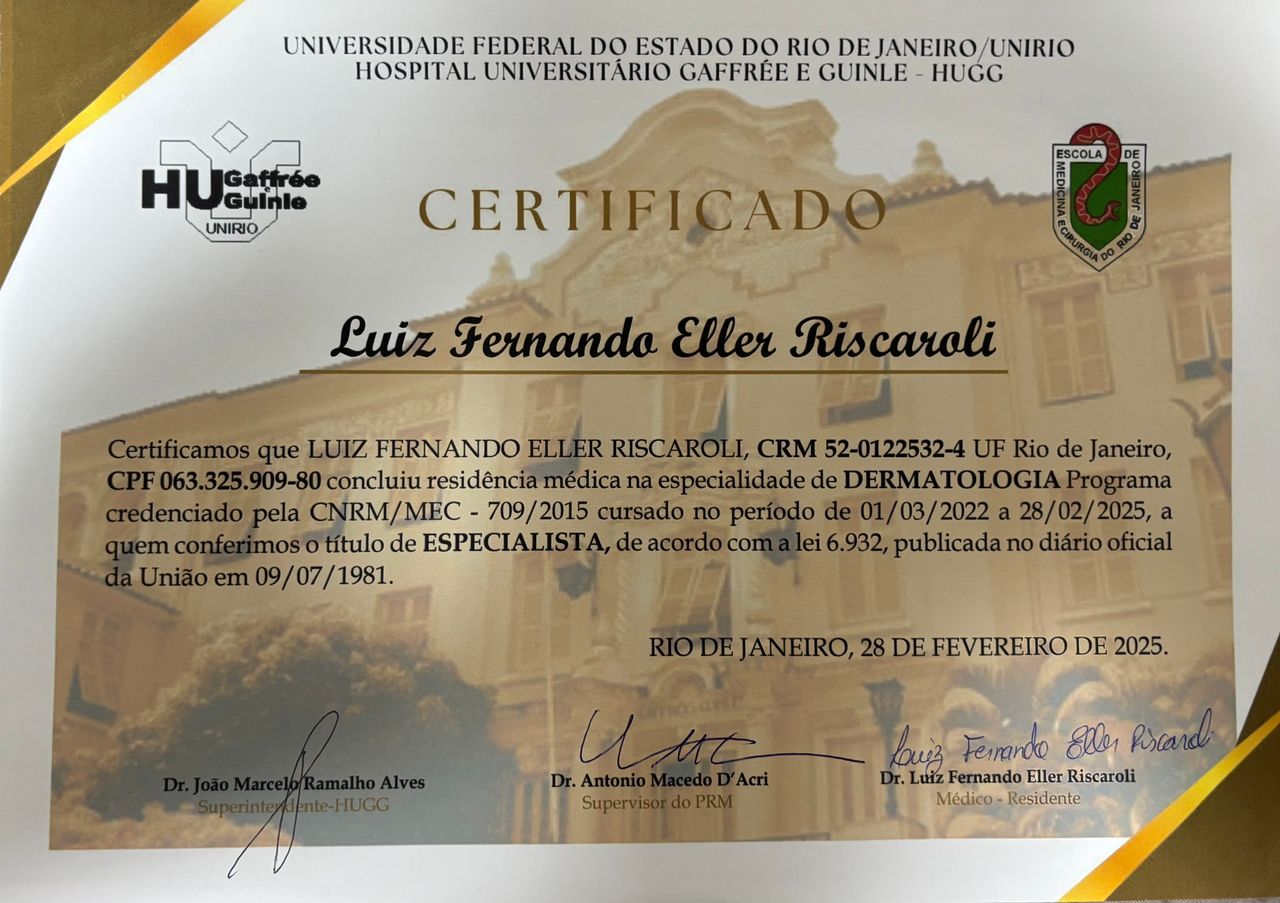 UNIVERSIDADE FEDERAL DO ESTADO DO RIO DE JANEIRO/UNIRIO
HOSPITAL UNIVERSITÁRIO GAFFRÉE E GUINLE - HUGG
HU Gaffrée
Guinle
UNIRIO
ESCOLA DE MEDICINA E CIRURGIA DO RIO DE JANEIRO
CERTIFICADO
Luiz Fernando Eller Riscaroli
Certificamos que LUIZ FERNANDO ELLER RISCAROLI, CRM 52-0122532-4 UF Rio de Janeiro,
CPF 063.325.909-80 concluiu residência médica na especialidade de DERMATOLOGIA Programa
credenciado pela CNRM/MEC - 709/2015 cursado no período de 01/03/2022 a 28/02/2025, a
quem conferimos o título de ESPECIALISTA, de acordo com a lei 6.932, publicada no diário oficial
da União em 09/07/1981.
RIO DE JANEIRO, 28 DE FEVEREIRO DE 2025.
Luiz Fernando Eller Riscaroli
Dr. João Marcelo Ramalho Alves
Superintendente-HUGG
Dr. Antonio Macedo D'Acri
Supervisor do PRM
Dr. Luiz Fernando Eller Riscaroli
Médico - Residente